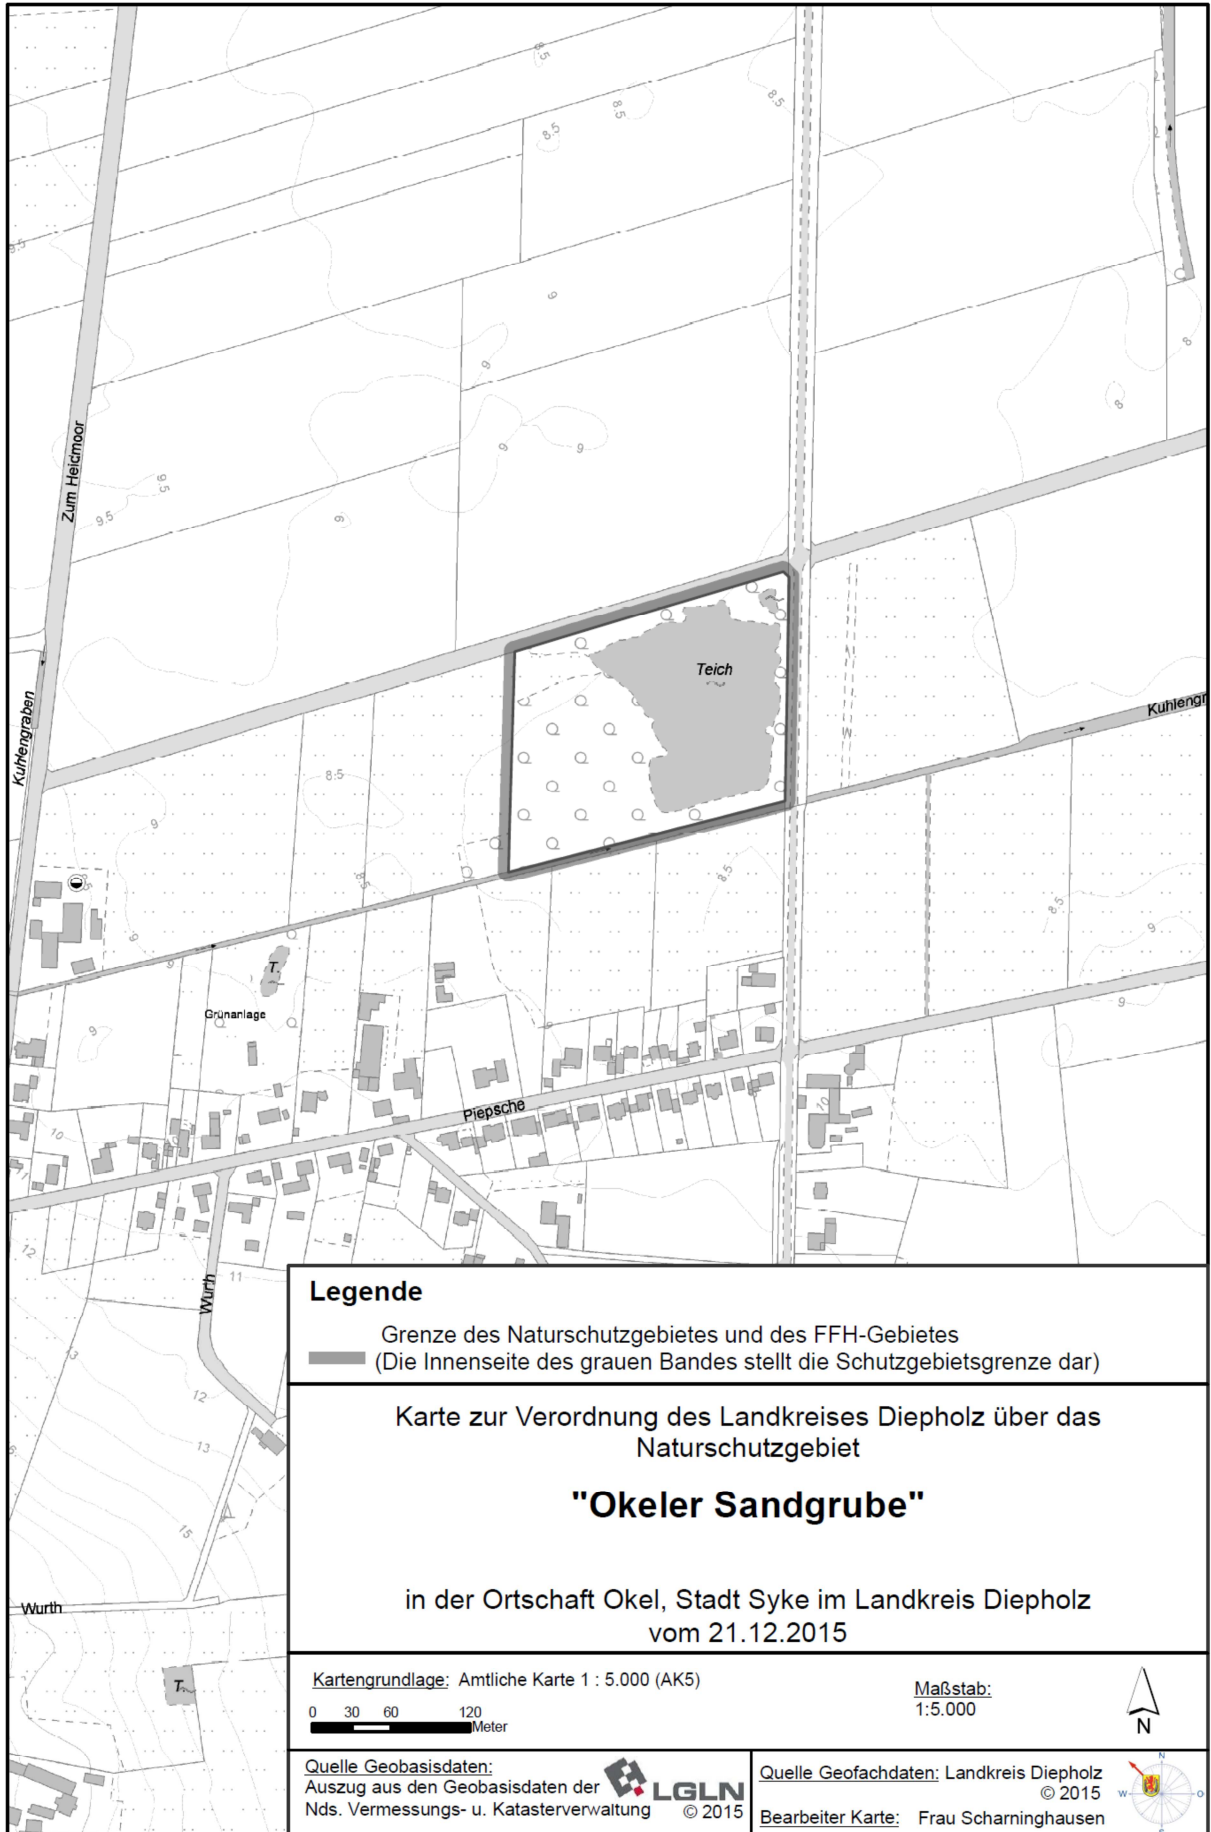 8.5
8.5
8.5
8.5
9.5
9
9
9
9
8
8
Zum Heidmoor
9.5
9.5
9
Teich
Kuhlengraben
Kuhlengr
8.5
9
8.5
8.5
8.5
9
9
9
T.
Grünanlage
9
9
9
10
10
10
Piepsche
12
11
Wurth
13
12
13
15
Wurth
T.
Legende
Grenze des Naturschutzgebietes und des FFH-Gebietes
(Die Innenseite des grauen Bandes stellt die Schutzgebietsgrenze dar)
Karte zur Verordnung des Landkreises Diepholz über das
Naturschutzgebiet
"Okeler Sandgrube"
in der Ortschaft Okel, Stadt Syke im Landkreis Diepholz
vom 21.12.2015
Kartengrundlage: Amtliche Karte 1 : 5.000 (AK5)
0 30 60 120
Meter
Maßstab:
1:5.000
N
Quelle Geobasisdaten:
Auszug aus den Geobasisdaten der
Nds. Vermessungs- u. Katasterverwaltung
LGLN
© 2015
Quelle Geofachdaten: Landkreis Diepholz
© 2015
Bearbeiter Karte: Frau Scharninghausen
N
W
O